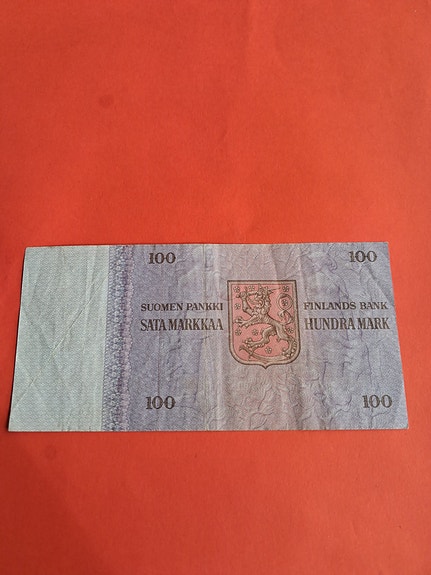 100 100
SUOMEN PANKKI FINLANDS BANK
SATA MARKKAA HUNDRA MARK
100 100